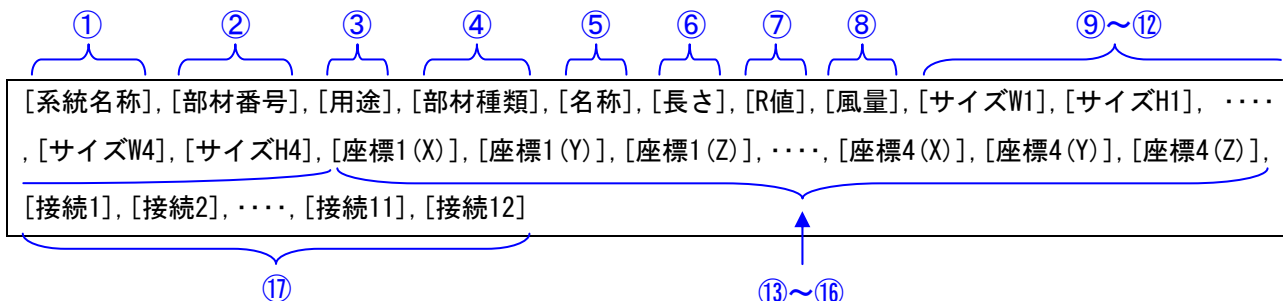 ① ② ③ ④ ⑤ ⑥ ⑦ ⑧ ⑨～⑫
[系統名称],[部材番号],[用途],[部材種類],[名称],[長さ],[R値],[風量],[サイズW1],[サイズH1], ････
,[サイズW4],[サイズH4],[座標1(X)],[座標1(Y)],[座標1(Z)],････,[座標4(X)],[座標4(Y)],[座標4(Z)],
[接続1],[接続2],････,[接続11],[接続12]
⑰ ⑬～⑯